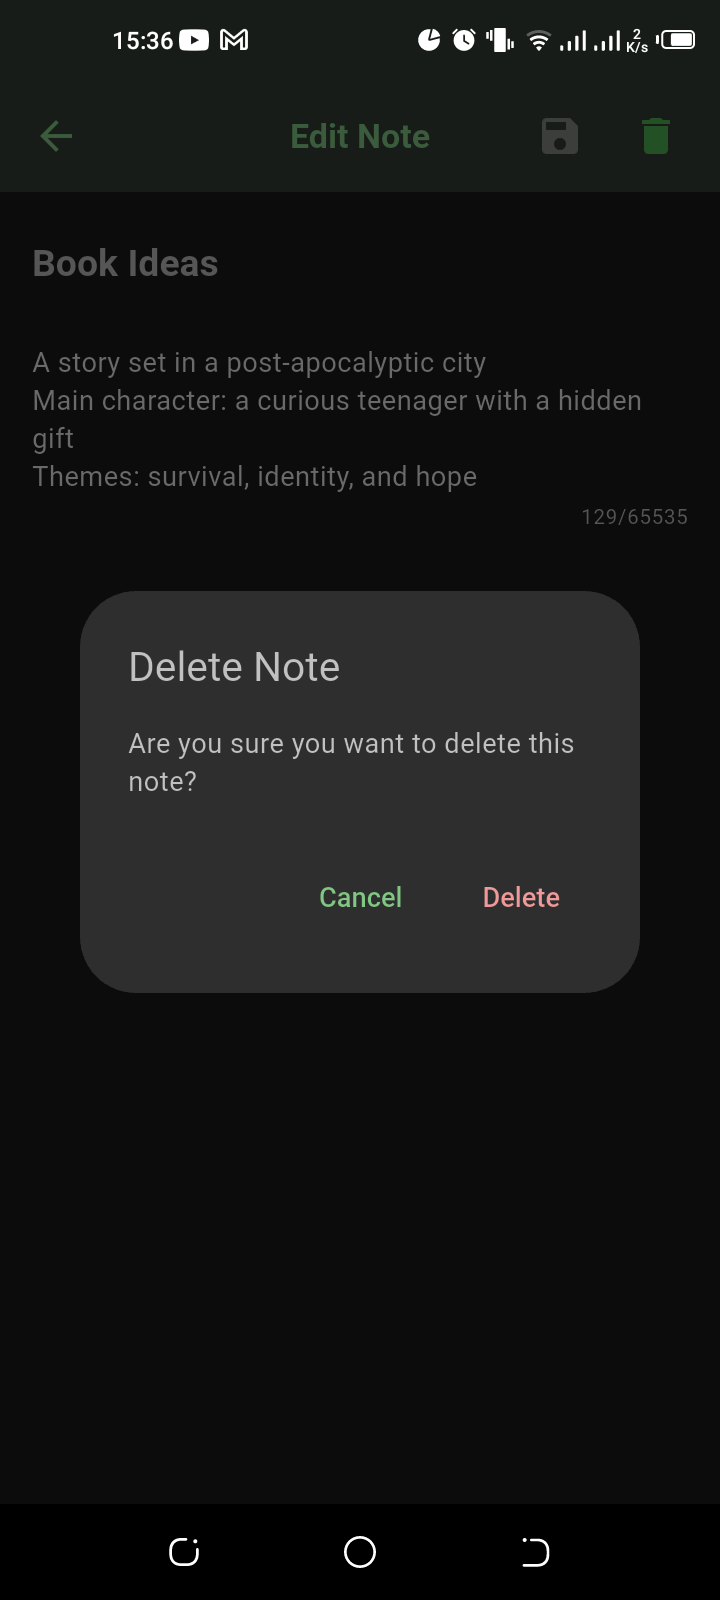 15:36
2
K/s
Edit Note
Book Ideas
A story set in a post-apocalyptic city
Main character: a curious teenager with a hidden
gift
Themes: survival, identity, and hope
129/65535
Delete Note
Are you sure you want to delete this
note?
Cancel Delete